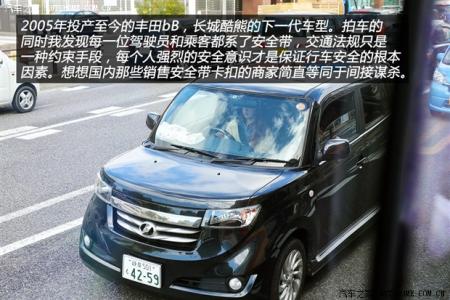 2005年投产至今的丰田bB，长城酷熊的下一代车型。拍车的
同时我发现每一位驾驶员和乘客都系了安全带，交通法规只是
一种约束手段，每个人强烈的安全意识才是保证行车安全的根本
因素。想想国内那些销售安全带卡扣的商家简直等同于间接谋杀。
501
42-59